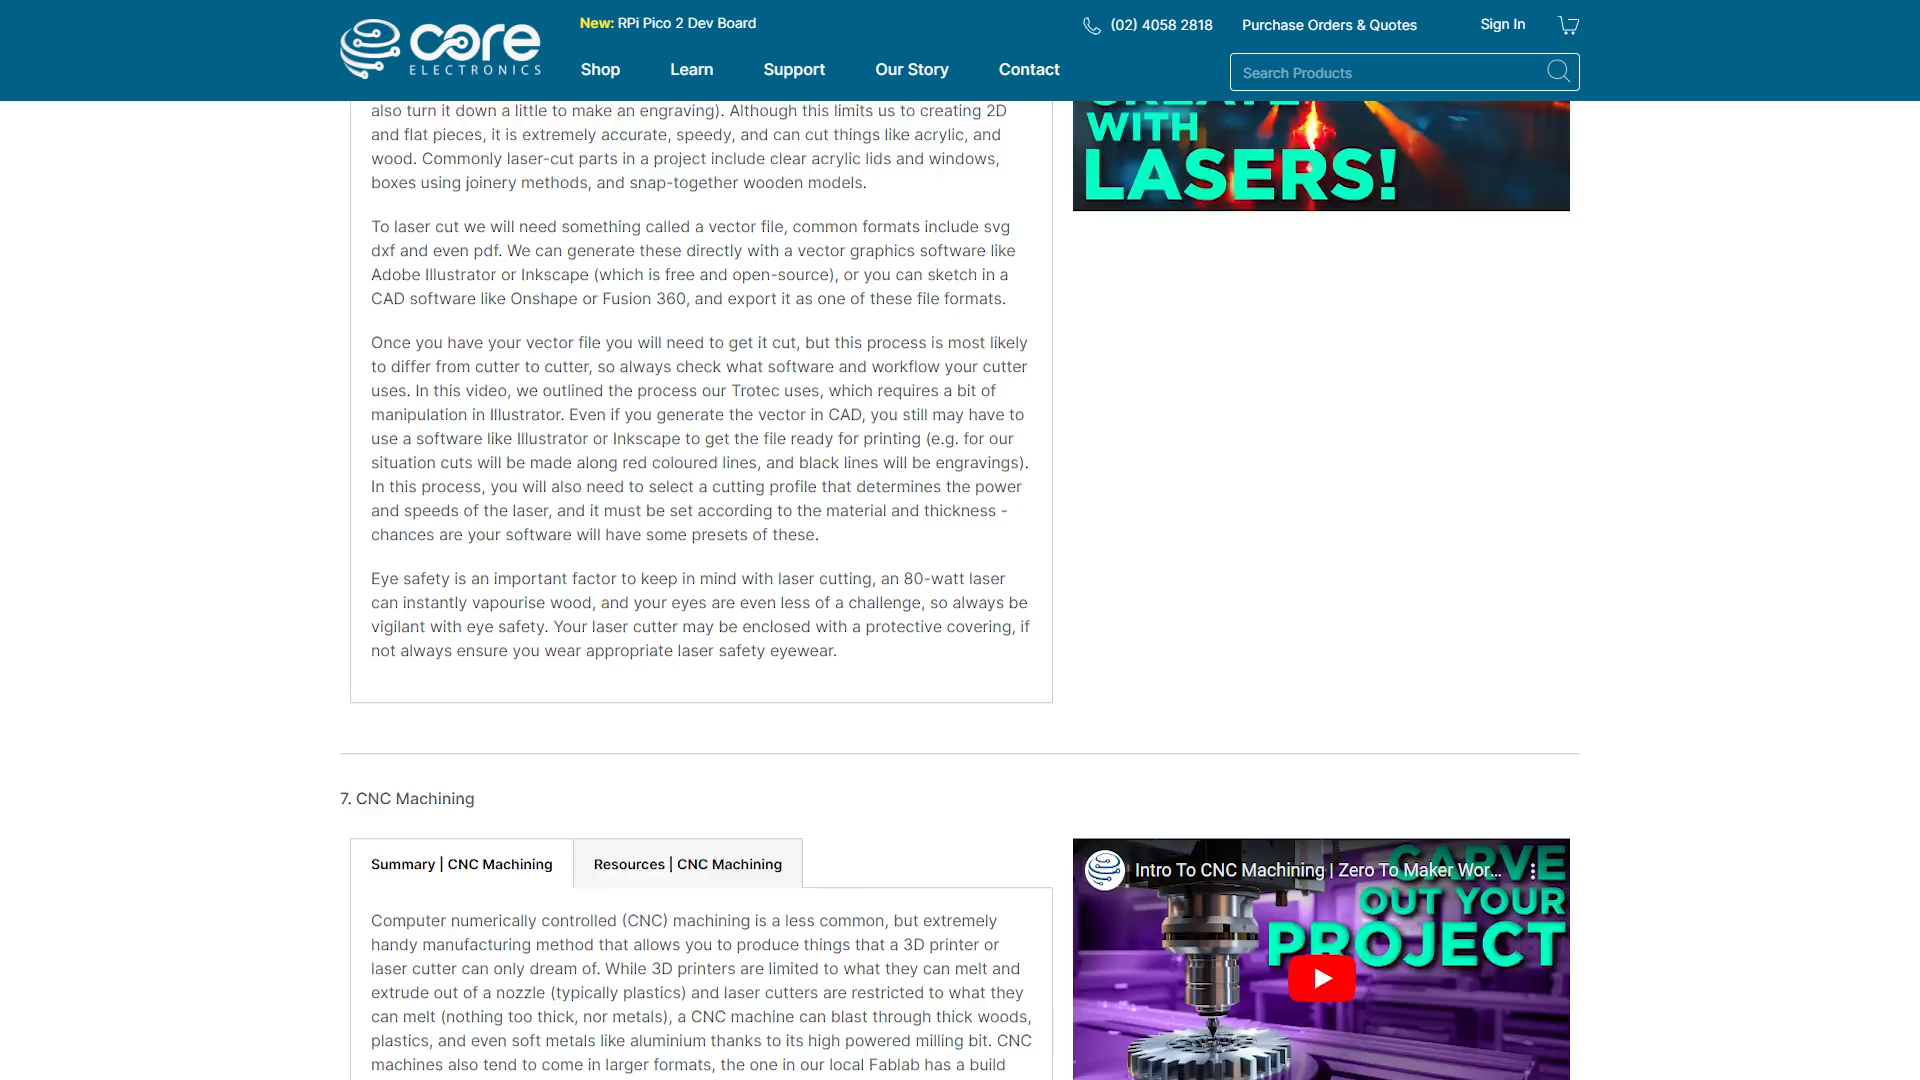 core
ELECTRONICS
New: RPi Pico 2 Dev Board
(02) 4058 2818
Purchase Orders & Quotes
Sign In
Shop
Learn
Support
Our Story
Contact
Search Products
also turn it down a little to make an engraving). Although this limits us to creating 2D
and flat pieces, it is extremely accurate, speedy, and can cut things like acrylic, and
wood. Commonly laser-cut parts in a project include clear acrylic lids and windows,
boxes using joinery methods, and snap-together wooden models.
To laser cut we will need something called a vector file, common formats include svg
dxf and even pdf. We can generate these directly with a vector graphics software like
Adobe Illustrator or Inkscape (which is free and open-source), or you can sketch in a
CAD software like Onshape or Fusion 360, and export it as one of these file formats.
Once you have your vector file you will need to get it cut, but this process is most likely
to differ from cutter to cutter, so always check what software and workflow your cutter
uses. In this video, we outlined the process our Trotec uses, which requires a bit of
manipulation in Illustrator. Even if you generate the vector in CAD, you still may have to
use a software like Illustrator or Inkscape to get the file ready for printing (e.g. for our
situation cuts will be made along red coloured lines, and black lines will be engravings).
In this process, you will also need to select a cutting profile that determines the power
and speeds of the laser, and it must be set according to the material and thickness -
chances are your software will have some presets of these.
Eye safety is an important factor to keep in mind with laser cutting, an 80-watt laser
can instantly vapourise wood, and your eyes are even less of a challenge, so always be
vigilant with eye safety. Your laser cutter may be enclosed with a protective covering, if
not always ensure you wear appropriate laser safety eyewear.
CREATE
WITH
LASERS!
7. CNC Machining
Summary | CNC Machining
Resources | CNC Machining
Computer numerically controlled (CNC) machining is a less common, but extremely
handy manufacturing method that allows you to produce things that a 3D printer or
laser cutter can only dream of. While 3D printers are limited to what they can melt and
extrude out of a nozzle (typically plastics) and laser cutters are restricted to what they
can melt (nothing too thick, nor metals), a CNC machine can blast through thick woods,
plastics, and even soft metals like aluminium thanks to its high powered milling bit. CNC
machines also tend to come in larger formats, the one in our local Fablab has a build
Intro To CNC Machining | Zero To Maker Wor...
CARVE
OUT YOUR
PROJECT